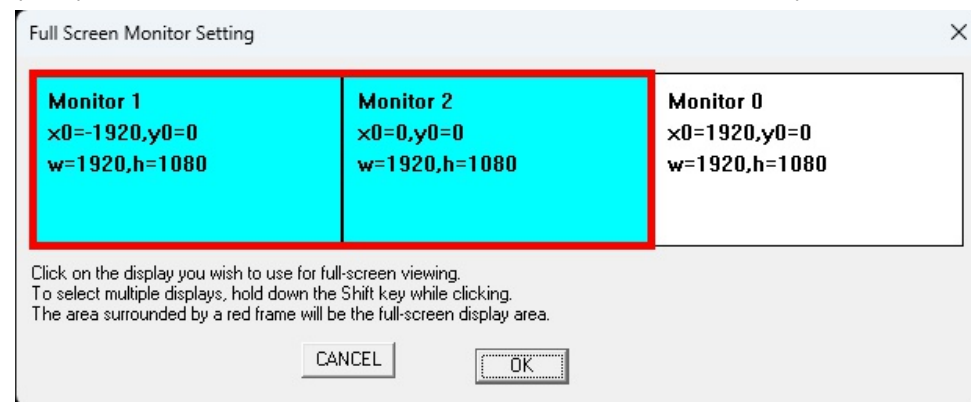 Full Screen Monitor Setting
Monitor 1
x0=-1920,y0=0
w=1920,h=1080
Monitor 2
x0=0,y0=0
w=1920,h=1080
Monitor 0
x0=1920,y0=0
w=1920,h=1080
Click on the display you wish to use for full-screen viewing.
To select multiple displays, hold down the Shift key while clicking.
The area surrounded by a red frame will be the full-screen display area.
CANCEL
OK